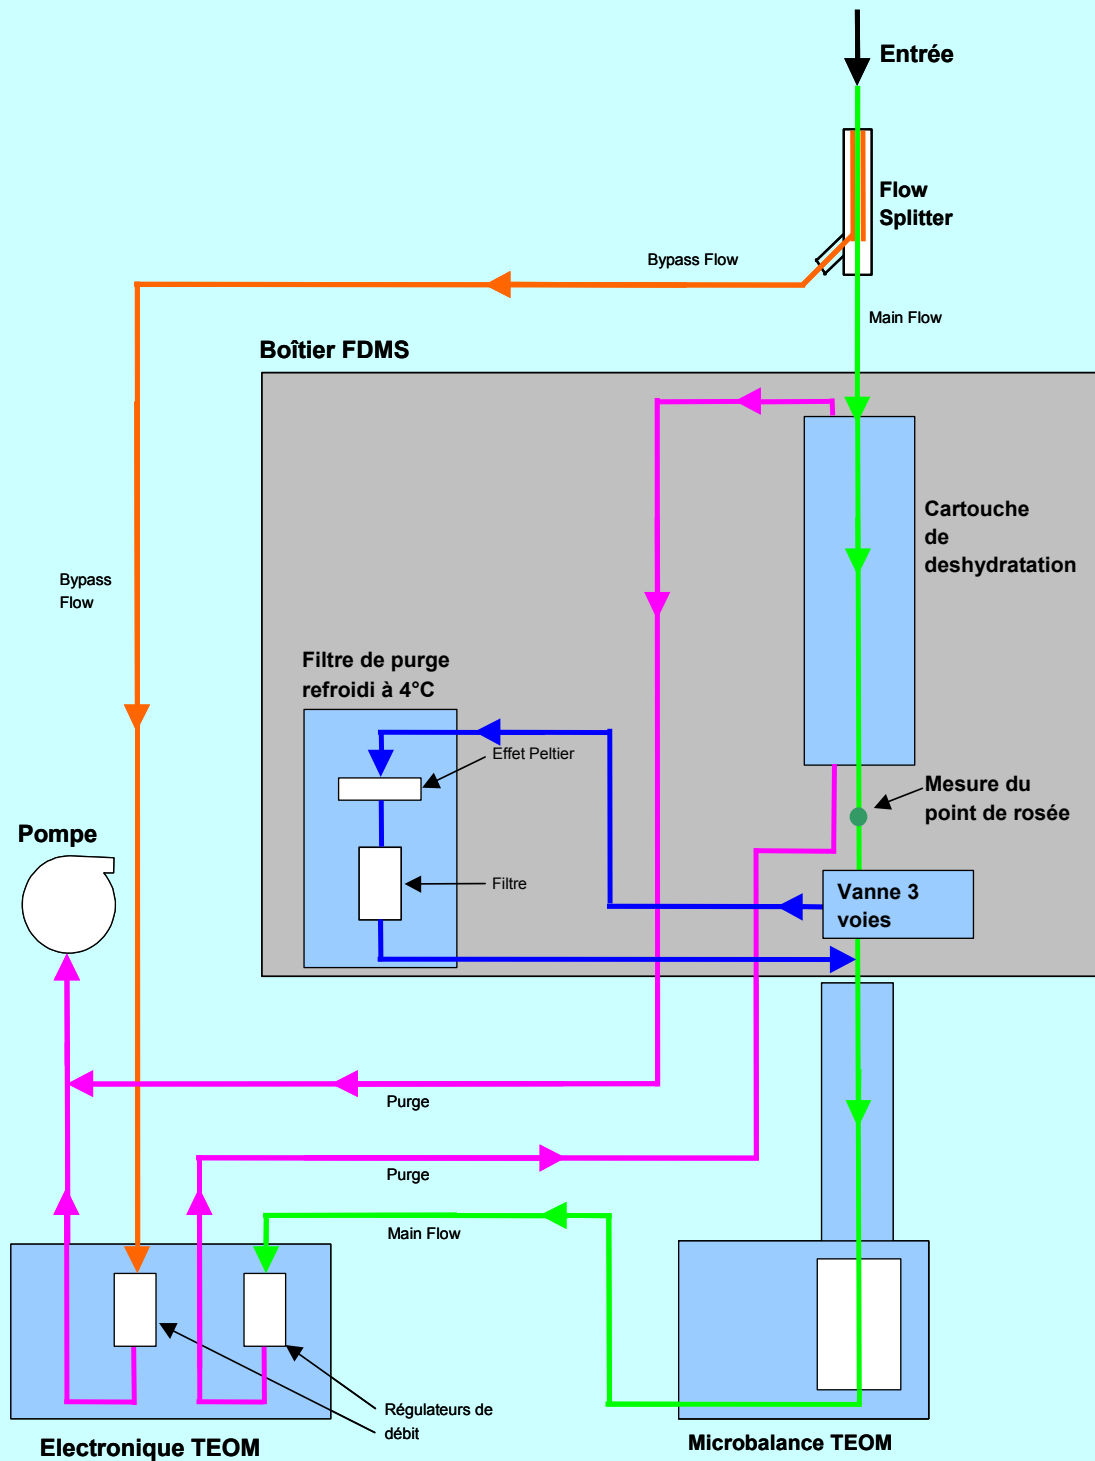 Entrée
Flow
Splitter
Bypass Flow
Main Flow
Boîtier FDMS
Cartouche
de
deshydratation
Bypass
Flow
Filtre de purge
refroidi à 4°C
Effet Peltier
Mesure du
point de rosée
Pompe
Filtre
Vanne 3
voies
Purge
Purge
Main Flow
Régulateurs de
débit
Electronique TEOM
Microbalance TEOM